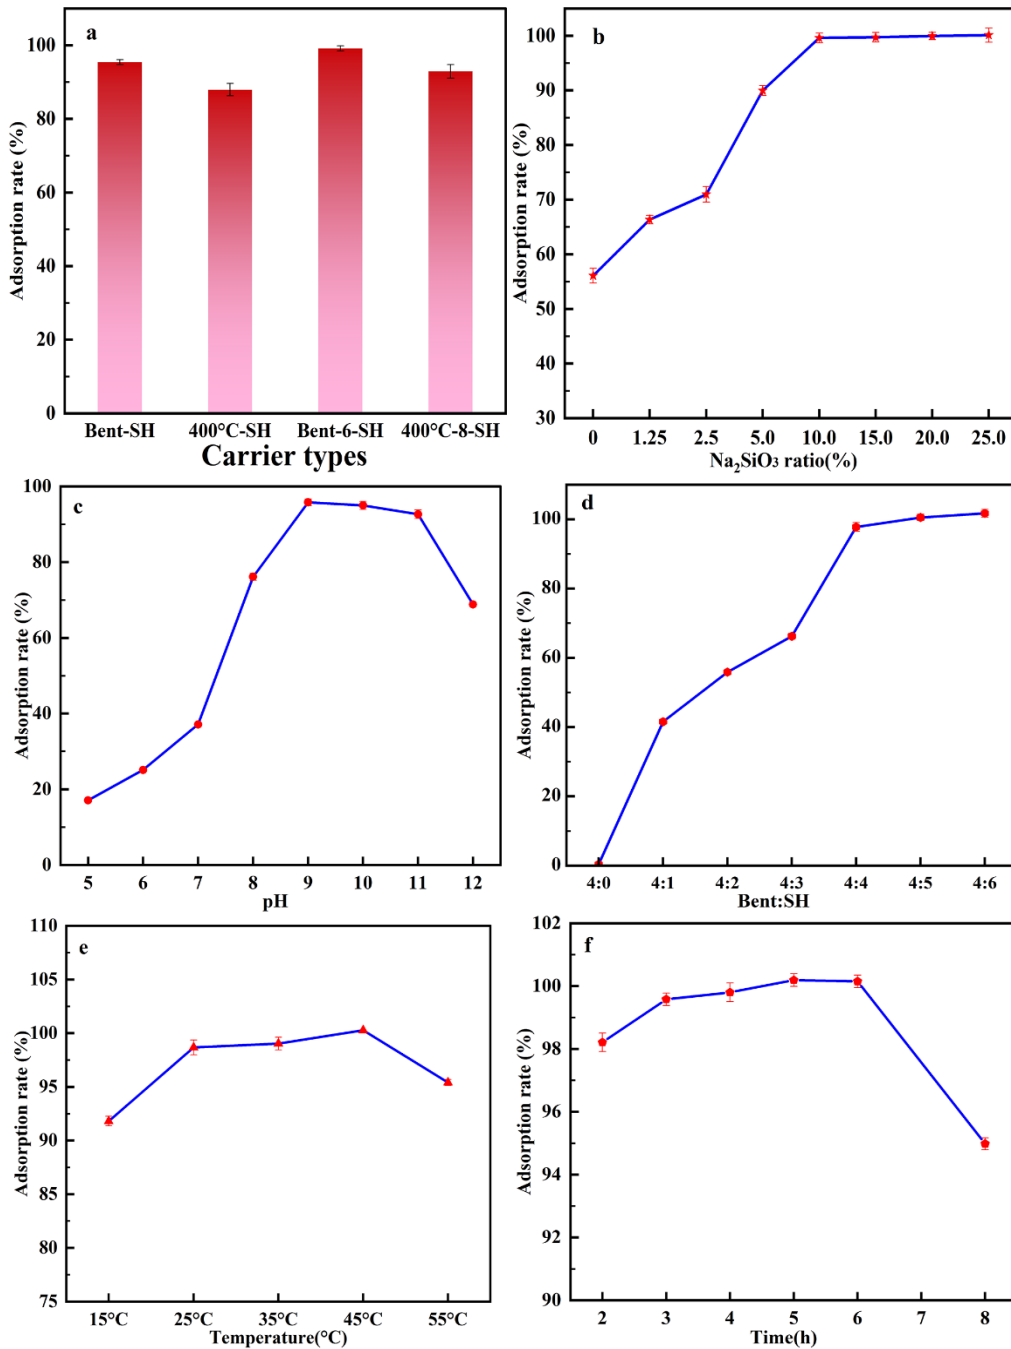 a
100
80
60
40
20
0
Adsorption rate (%)
Bent-SH 400°C-SH Bent-6-SH 400°C-8-SH
Carrier types
b
100
90
80
70
60
50
40
30
Adsorption rate (%)
0 1.25 2.5 5.0 10.0 15.0 20.0 25.0
Na₂SiO₃ ratio(%)
c
100
80
60
40
20
0
Adsorption rate (%)
5 6 7 8 9 10 11 12
pH
d
100
80
60
40
20
0
Adsorption rate (%)
4:0 4:1 4:2 4:3 4:4 4:5 4:6
Bent:SH
e
110
105
100
95
90
85
80
75
Adsorption rate (%)
15°C 25°C 35°C 45°C 55°C
Temperature(°C)
f
102
100
98
96
94
92
90
Adsorption rate (%)
2 3 4 5 6 7 8
Time(h)